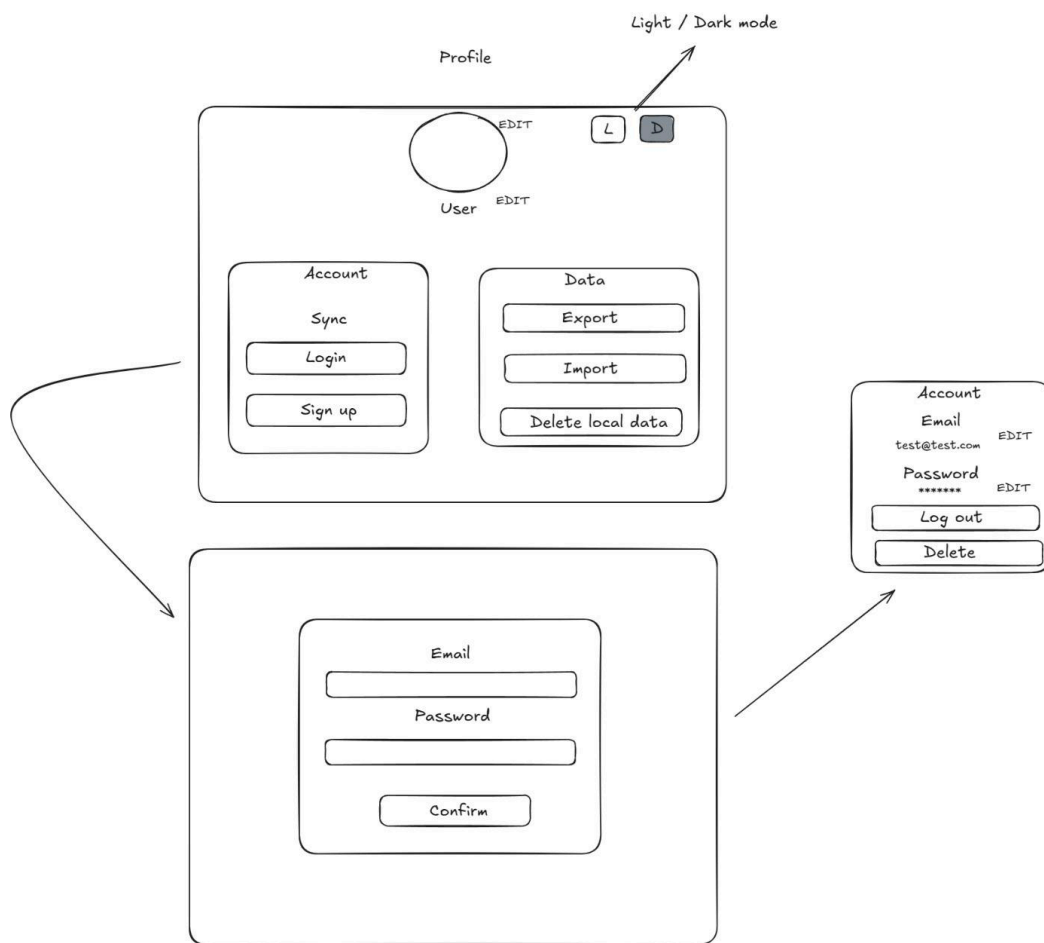 Light / Dark mode
Profile
EDIT
L
D
User
EDIT
Account
Sync
Login
Sign up
Data
Export
Import
Delete local data
Account
Email
test@test.com
EDIT
Password
*******
EDIT
Log out
Delete
Email
Password
Confirm